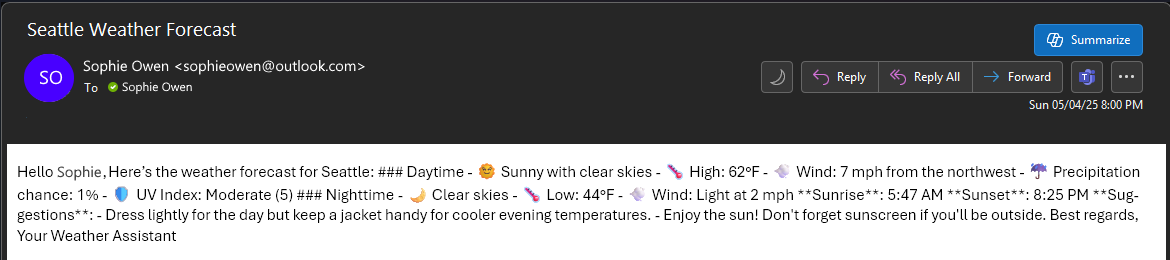 Seattle Weather Forecast
Summarize
SO
Sophie Owen <sophieowen@outlook.com>
To Sophie Owen
Reply
Reply All
Forward
Sun 05/04/25 8:00 PM
Hello Sophie, Here’s the weather forecast for Seattle: ### Daytime - 🌞 Sunny with clear skies - 🌡️ High: 62ºF - 💨 Wind: 7 mph from the northwest - ☔ Precipitation
chance: 1% - 🛡️ UV Index: Moderate (5) ### Nighttime - 🌙 Clear skies - 🌡️ Low: 44ºF - 💨 Wind: Light at 2 mph **Sunrise**: 5:47 AM **Sunset**: 8:25 PM **Sug-
gestions**: - Dress lightly for the day but keep a jacket handy for cooler evening temperatures. - Enjoy the sun! Don't forget sunscreen if you'll be outside. Best regards,
Your Weather Assistant